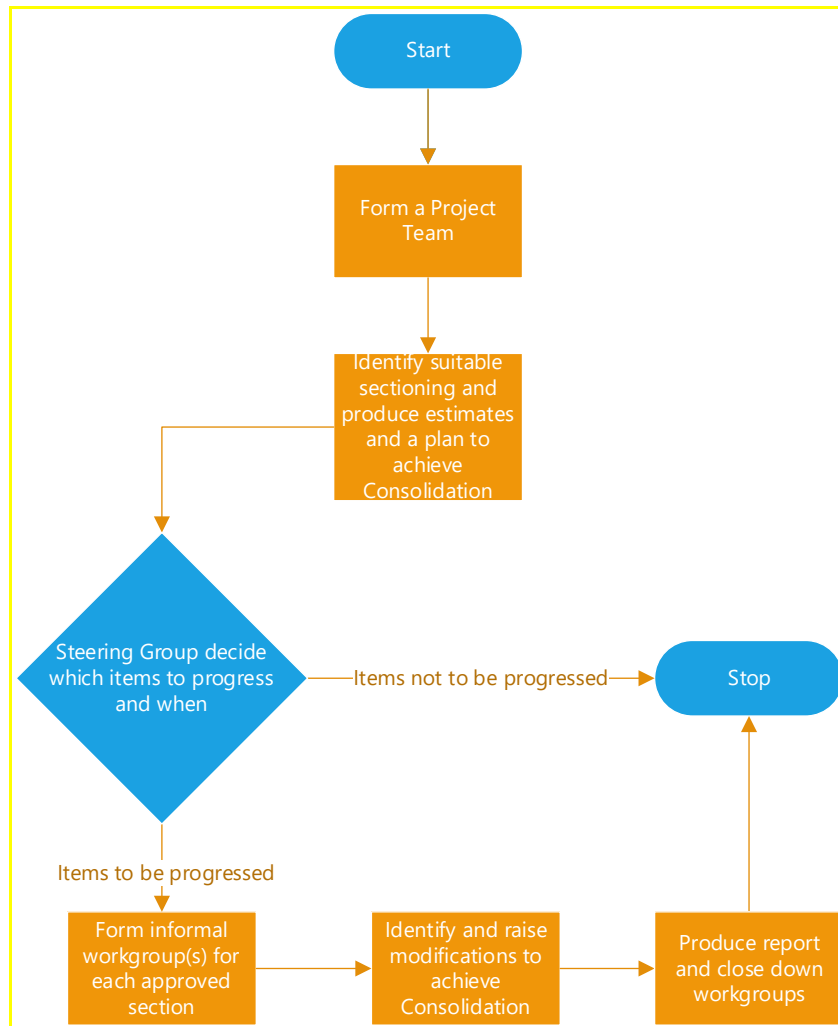 Start
Form a Project
Team
Identify suitable
sectioning and
produce estimates
and a plan to
achieve
Consolidation
Steering Group decide
which items to progress
and when
Items not to be progressed
Stop
Items to be progressed
Form informal
workgroup(s) for
each approved
section
Identify and raise
modifications to
achieve
Consolidation
Produce report
and close down
workgroups